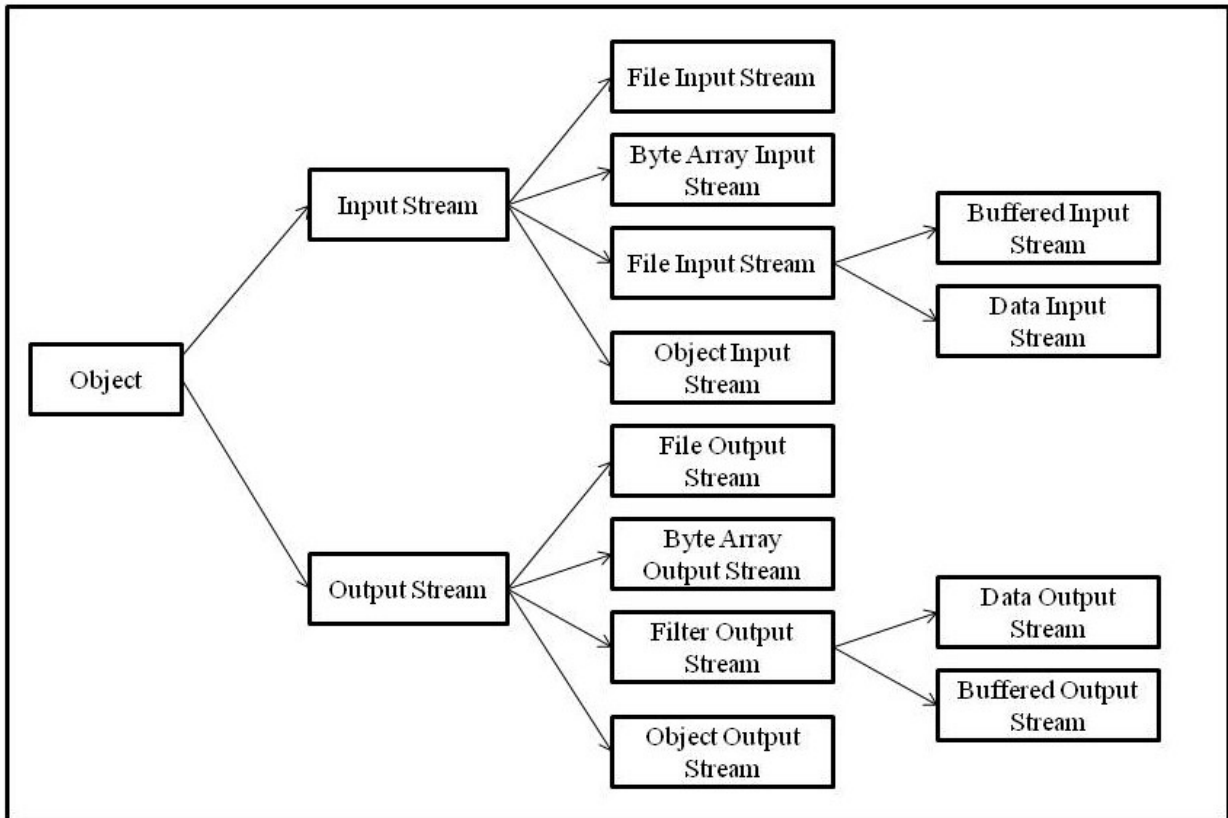 Object
Input Stream
Output Stream
File Input Stream
Byte Array Input
Stream
File Input Stream
Object Input
Stream
File Output
Stream
Byte Array
Output Stream
Filter Output
Stream
Object Output
Stream
Buffered Input
Stream
Data Input
Stream
Data Output
Stream
Buffered Output
Stream